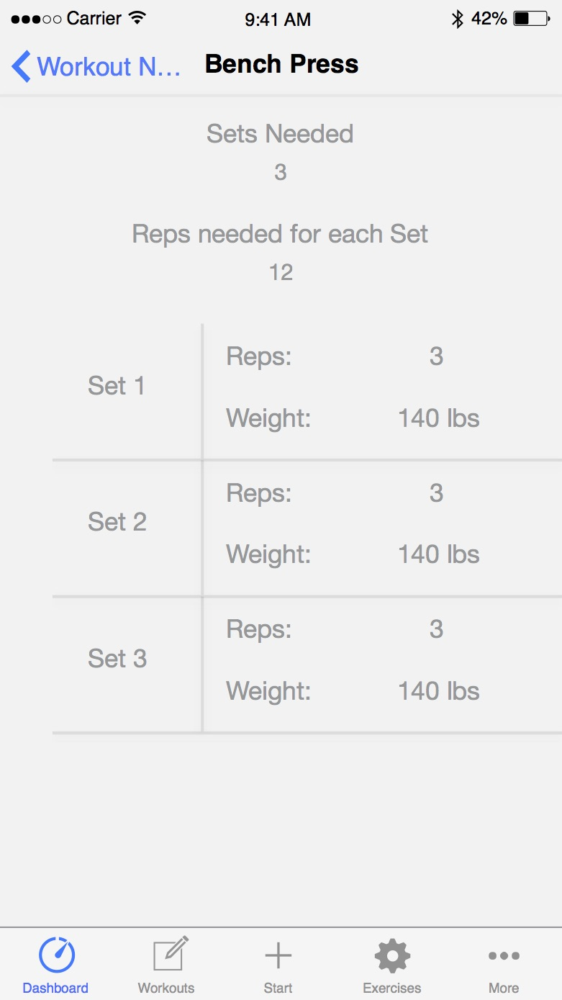 Carrier 9:41 AM 42%
Workout N... Bench Press
Sets Needed
3
Reps needed for each Set
12
Set 1
Reps: 3
Weight: 140 lbs
Set 2
Reps: 3
Weight: 140 lbs
Set 3
Reps: 3
Weight: 140 lbs
Dashboard Workouts Start Exercises More